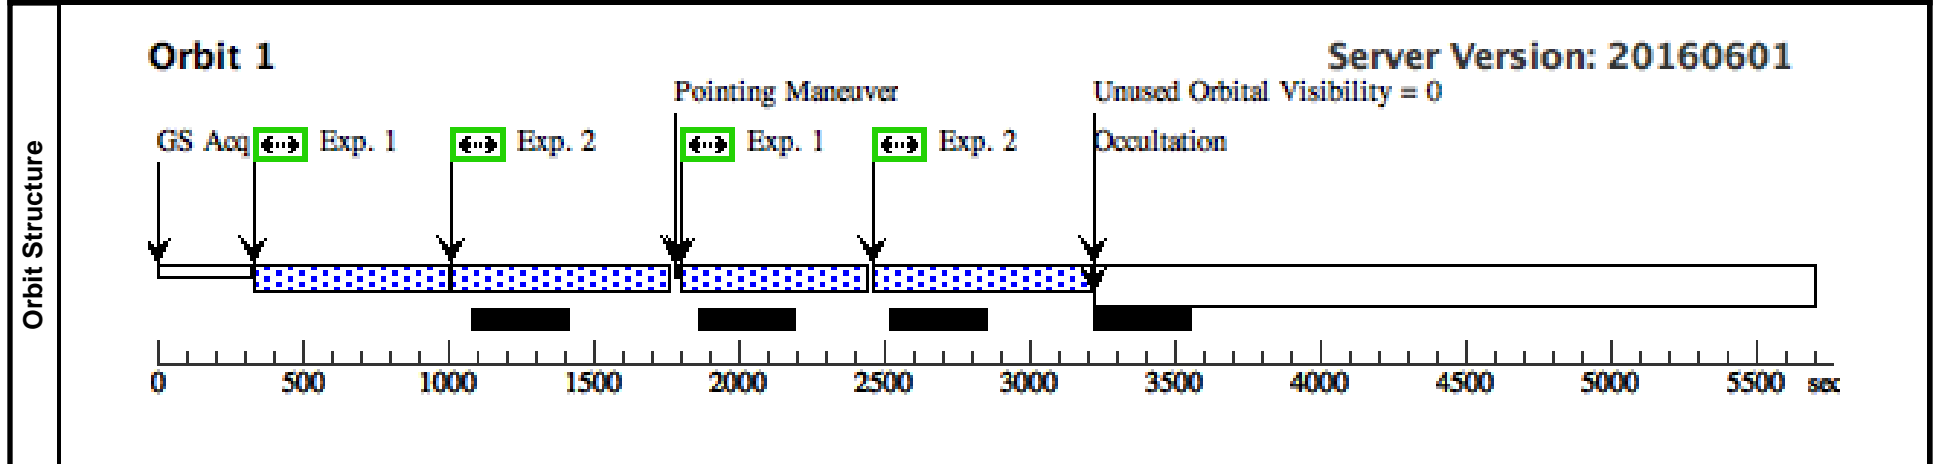 Orbit Structure
Orbit 1
Server Version: 20160601
Pointing Maneuver
Unused Orbital Visibility = 0
GS Acq
Exp. 1
Exp. 2
Exp. 1
Exp. 2
Occultation
0 500 1000 1500 2000 2500 3000 3500 4000 4500 5000 5500 sec